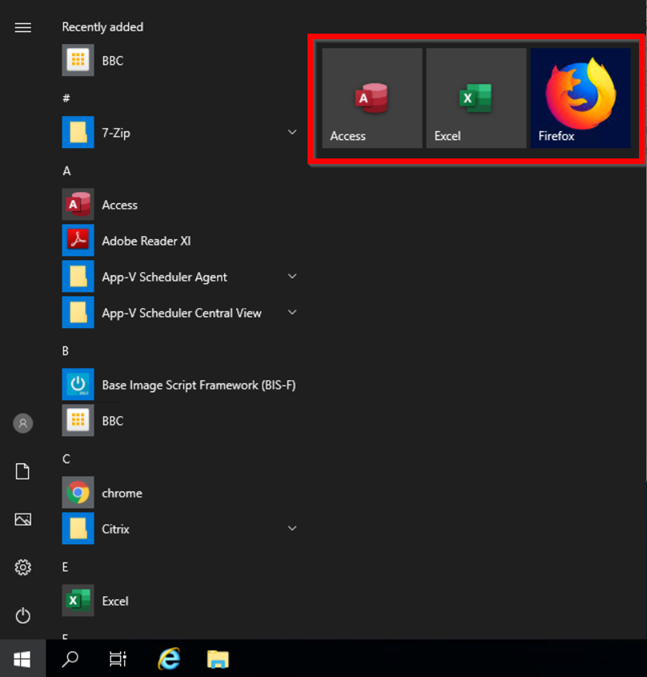 Recently added
BBC
#
7-Zip
A
Access
Adobe Reader XI
App-V Scheduler Agent
App-V Scheduler Central View
B
Base Image Script Framework (BIS-F)
BBC
C
chrome
Citrix
E
Excel
Access
Excel
Firefox